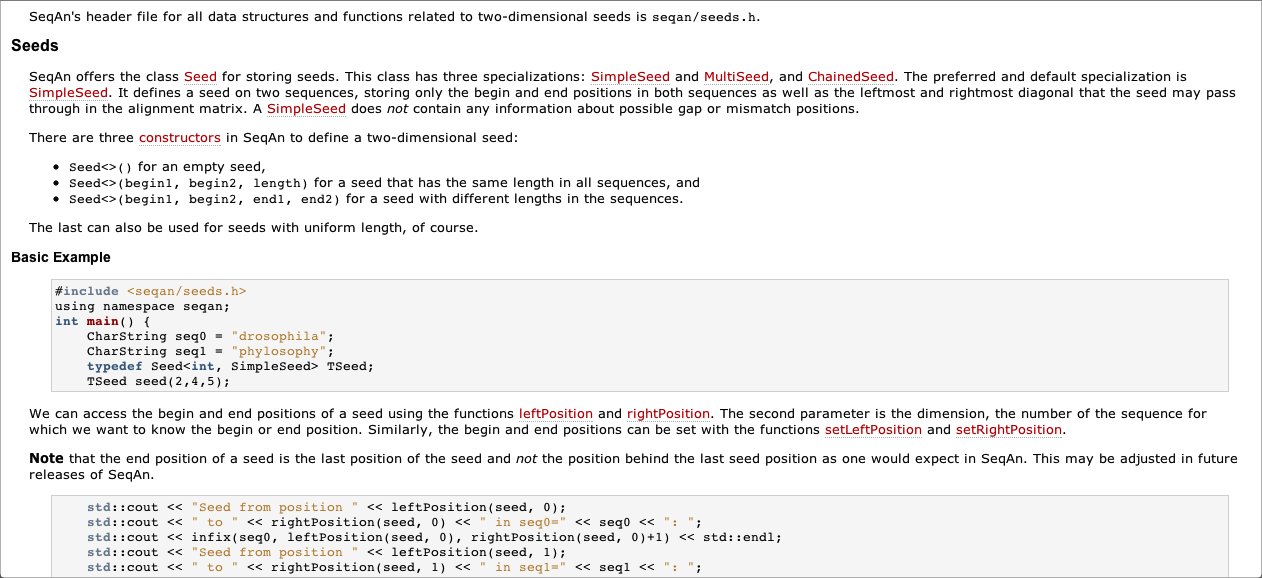 SeqAn's header file for all data structures and functions related to two-dimensional seeds is seqan/seeds.h.
Seeds
SeqAn offers the class Seed for storing seeds. This class has three specializations: SimpleSeed and MultiSeed, and ChainedSeed. The preferred and default specialization is
SimpleSeed. It defines a seed on two sequences, storing only the begin and end positions in both sequences as well as the leftmost and rightmost diagonal that the seed may pass
through in the alignment matrix. A SimpleSeed does not contain any information about possible gap or mismatch positions.
There are three constructors in SeqAn to define a two-dimensional seed:
• Seed<>() for an empty seed,
• Seed<>(begin1, begin2, length) for a seed that has the same length in all sequences, and
• Seed<>(begin1, begin2, end1, end2) for a seed with different lengths in the sequences.
The last can also be used for seeds with uniform length, of course.
Basic Example
#include <seqan/seeds.h>
using namespace seqan;
int main() {
    CharString seq0 = "drosophila";
    CharString seq1 = "phylosophy";
    typedef Seed<int, SimpleSeed> TSeed;
    TSeed seed(2,4,5);
We can access the begin and end positions of a seed using the functions leftPosition and rightPosition. The second parameter is the dimension, the number of the sequence for
which we want to know the begin or end position. Similarly, the begin and end positions can be set with the functions setLeftPosition and setRightPosition.
Note that the end position of a seed is the last position of the seed and not the position behind the last seed position as one would expect in SeqAn. This may be adjusted in future
releases of SeqAn.
    std::cout << "Seed from position " << leftPosition(seed, 0);
    std::cout << " to " << rightPosition(seed, 0) << " in seq0=" << seq0 << ": ";
    std::cout << infix(seq0, leftPosition(seed, 0), rightPosition(seed, 0)+1) << std::endl;
    std::cout << "Seed from position " << leftPosition(seed, 1);
    std::cout << " to " << rightPosition(seed, 1) << " in seq1=" << seq1 << ": ";